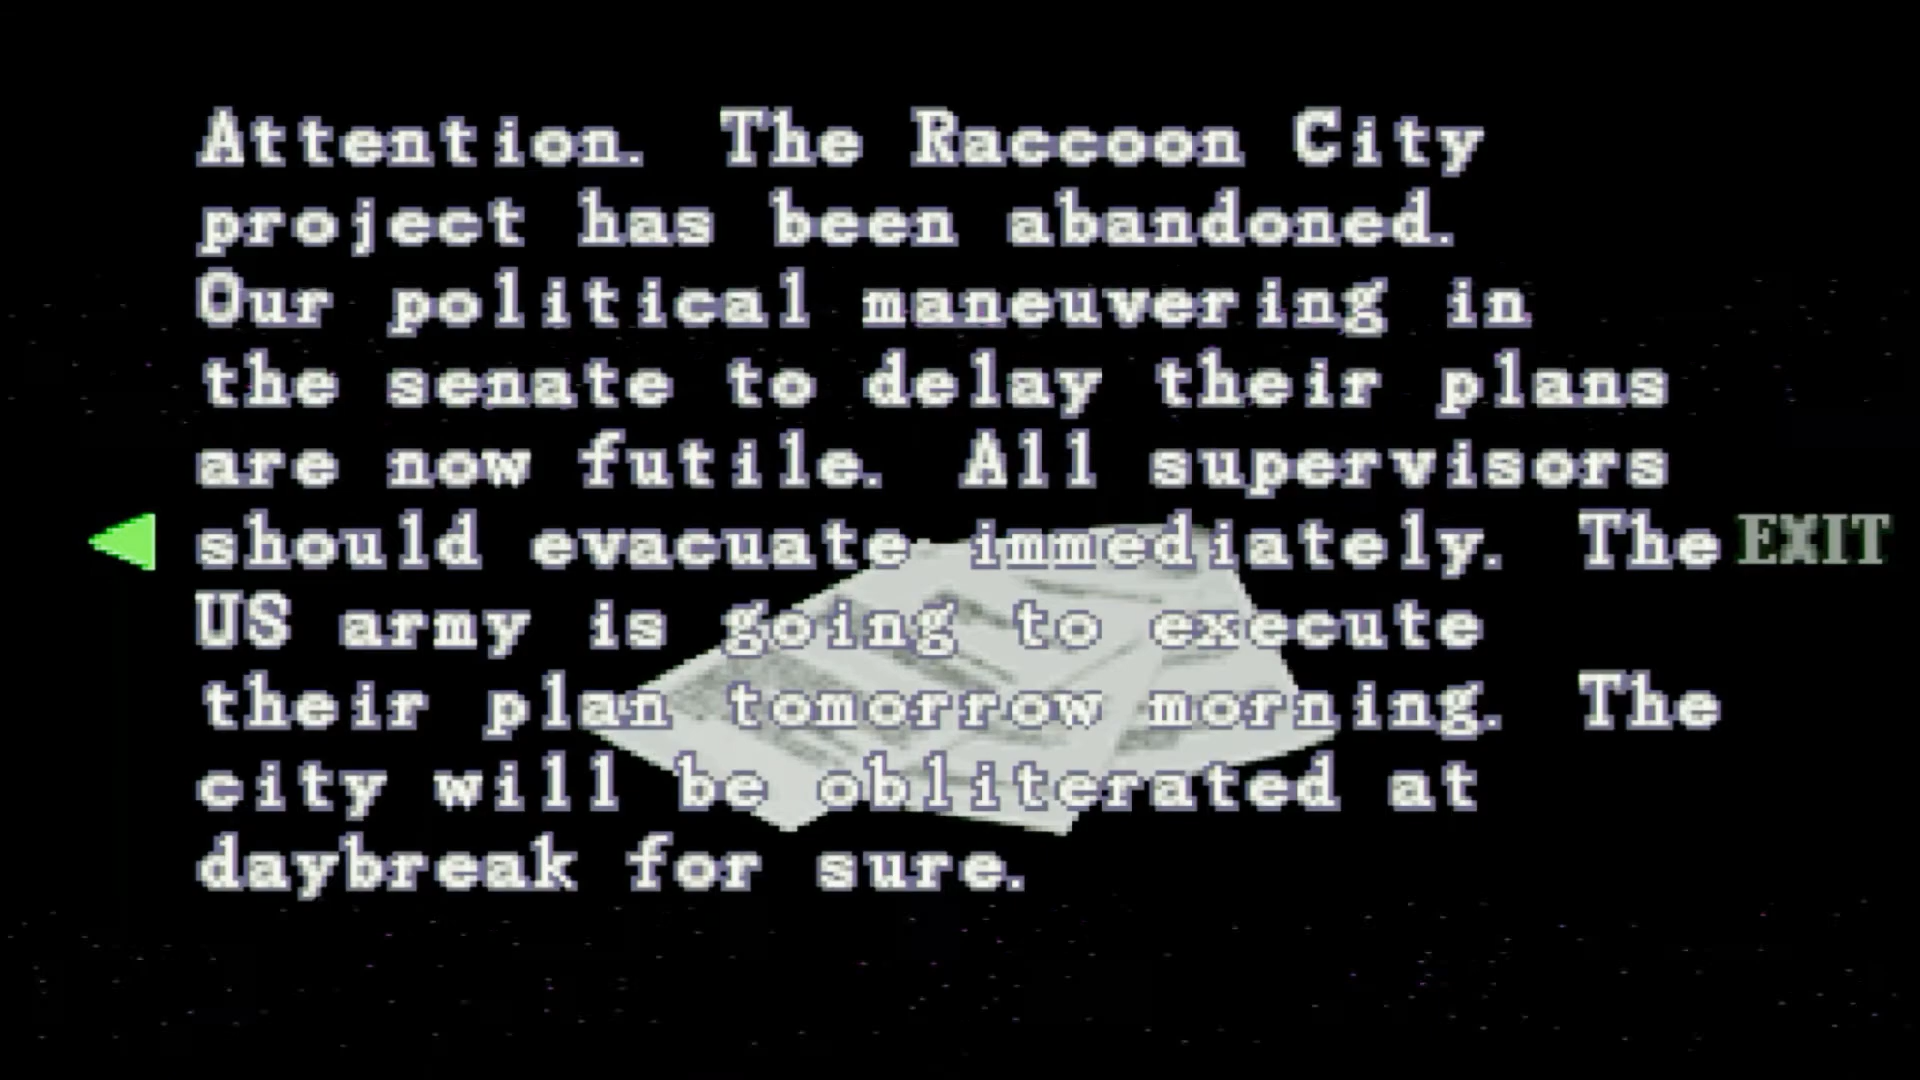 Attention. The Raccoon City
project has been abandoned.
Our political maneuvering in
the senate to delay their plans
are now futile. All supervisors
should evacuate immediately. The
EXIT
US army is going to execute
their plan tomorrow morning. The
city will be obliterated at
daybreak for sure.